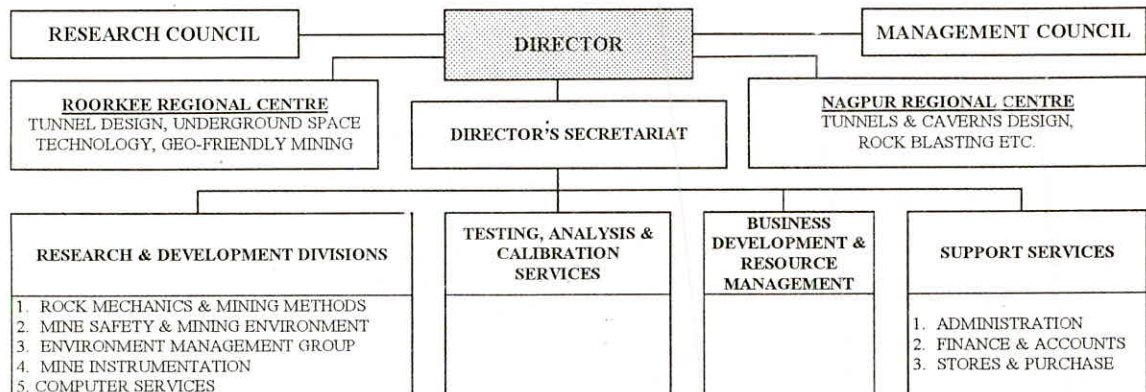 RESEARCH COUNCIL
DIRECTOR
MANAGEMENT COUNCIL
ROORKEE REGIONAL CENTRE
TUNNEL DESIGN, UNDERGROUND SPACE
TECHNOLOGY, GEO-FRIENDLY MINING
DIRECTOR'S SECRETARIAT
NAGPUR REGIONAL CENTRE
TUNNELS & CAVERNS DESIGN,
ROCK BLASTING ETC.
RESEARCH & DEVELOPMENT DIVISIONS
1. ROCK MECHANICS & MINING METHODS
2. MINE SAFETY & MINING ENVIRONMENT
3. ENVIRONMENT MANAGEMENT GROUP
4. MINE INSTRUMENTATION
5. COMPUTER SERVICES
TESTING, ANALYSIS &
CALIBRATION
SERVICES
BUSINESS
DEVELOPMENT &
RESOURCE
MANAGEMENT
SUPPORT SERVICES
1. ADMINISTRATION
2. FINANCE & ACCOUNTS
3. STORES & PURCHASE